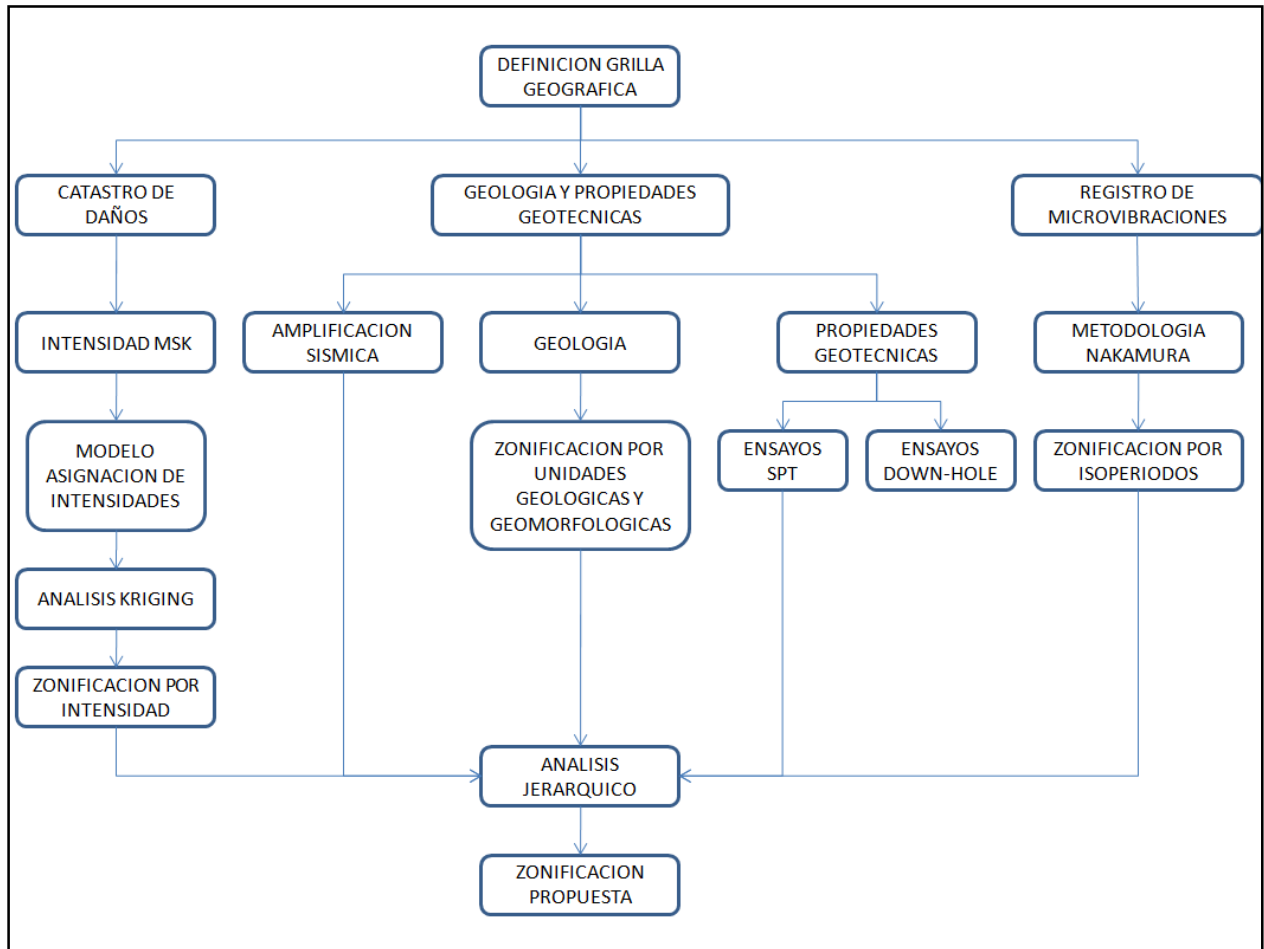 DEFINICION GRILLA
GEOGRAFICA
CATASTRO DE
DAÑOS
GEOLOGIA Y PROPIEDADES
GEOTECNICAS
REGISTRO DE
MICROVIBRACIONES
INTENSIDAD MSK
AMPLIFICACION
SISMICA
GEOLOGIA
PROPIEDADES
GEOTECNICAS
METODOLOGIA
NAKAMURA
MODELO
ASIGNACION DE
INTENSIDADES
ZONIFICACION POR
UNIDADES
GEOLOGICAS Y
GEOMORFOLOGICAS
ENSAYOS
SPT
ENSAYOS
DOWN-HOLE
ZONIFICACION POR
ISOPERIODOS
ANALISIS KRIGING
ZONIFICACION POR
INTENSIDAD
ANALISIS
JERARQUICO
ZONIFICACION
PROPUESTA